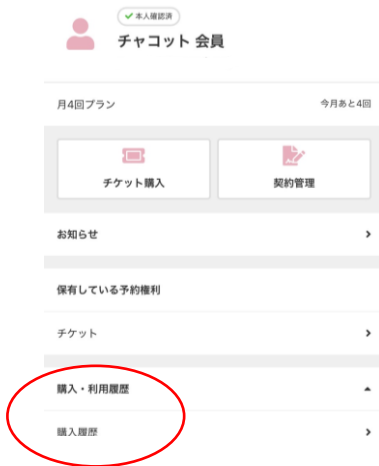 本人確認済
チャコット 会員
月4回プラン
今月あと4回
チケット購入
契約管理
お知らせ
保有している予約権利
チケット
購入・利用履歴
購入履歴